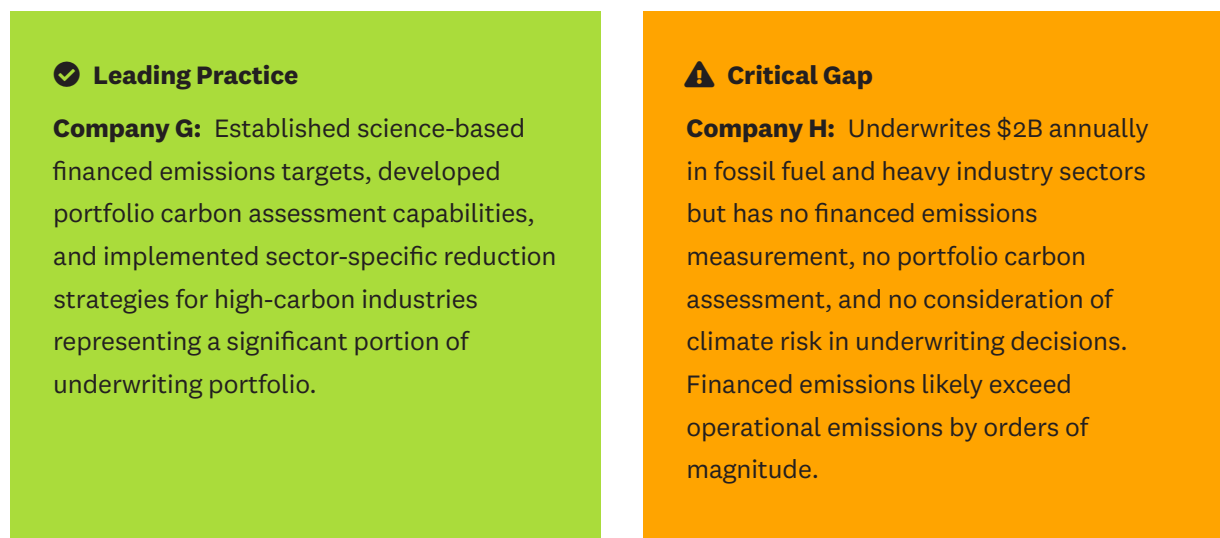 Leading Practice
Company G: Established science-based
financed emissions targets, developed
portfolio carbon assessment capabilities,
and implemented sector-specific reduction
strategies for high-carbon industries
representing a significant portion of
underwriting portfolio.
Critical Gap
Company H: Underwrites $2B annually
in fossil fuel and heavy industry sectors
but has no financed emissions
measurement, no portfolio carbon
assessment, and no consideration of
climate risk in underwriting decisions.
Financed emissions likely exceed
operational emissions by orders of
magnitude.